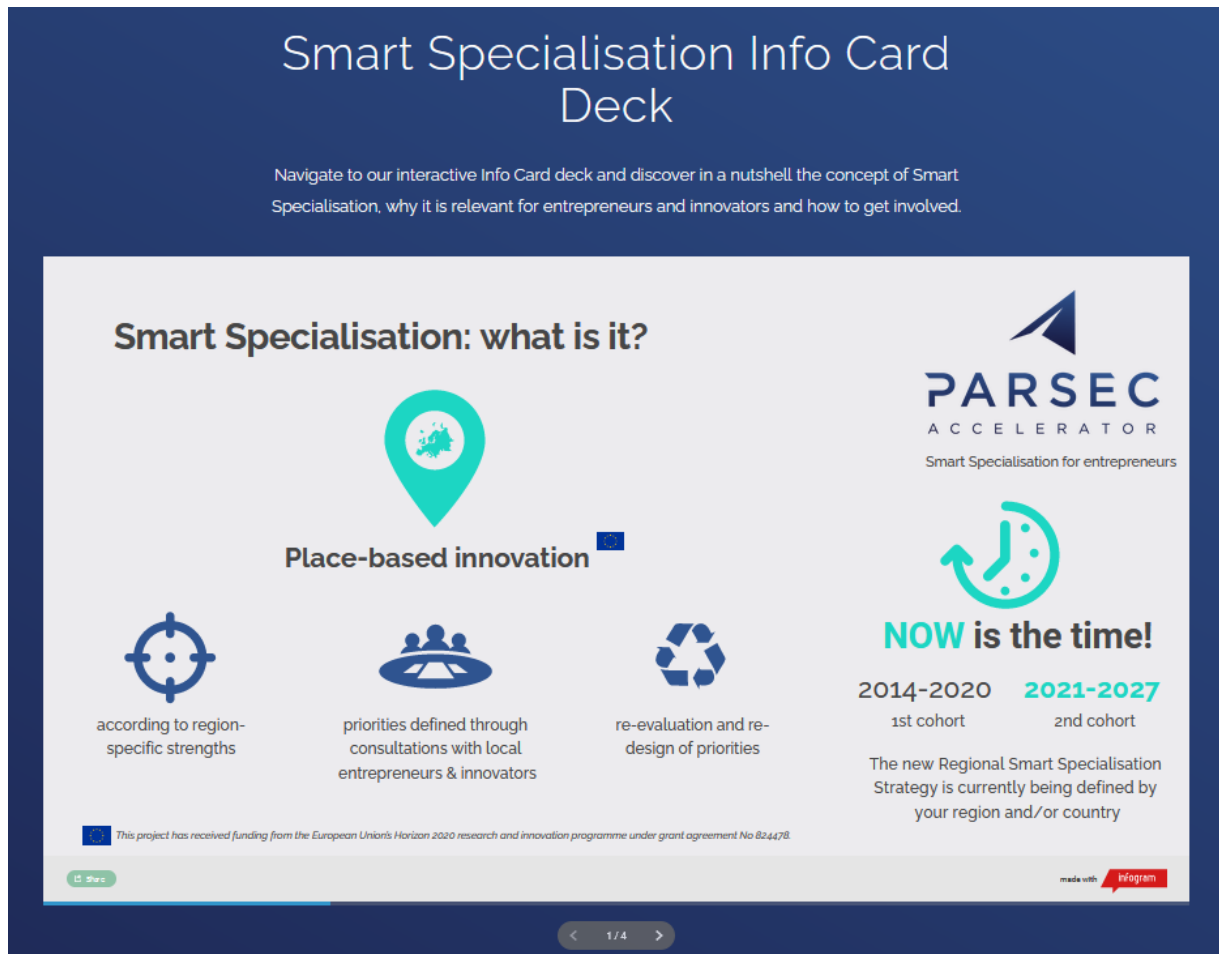 Smart Specialisation Info Card
Deck
Navigate to our interactive Info Card deck and discover in a nutshell the concept of Smart
Specialisation, why it is relevant for entrepreneurs and innovators and how to get involved.
Smart Specialisation: what is it?
PARSEC
ACCELERATOR
Smart Specialisation for entrepreneurs
Place-based innovation
according to region-
specific strengths
priorities defined through
consultations with local
entrepreneurs & innovators
re-evaluation and re-
design of priorities
NOW is the time!
2014-2020 2021-2027
1st cohort 2nd cohort
The new Regional Smart Specialisation
Strategy is currently being defined by
your region and/or country
This project has received funding from the European Union's Horizon 2020 research and innovation programme under grant agreement No 824478.
Share
made with infogram
1 / 4